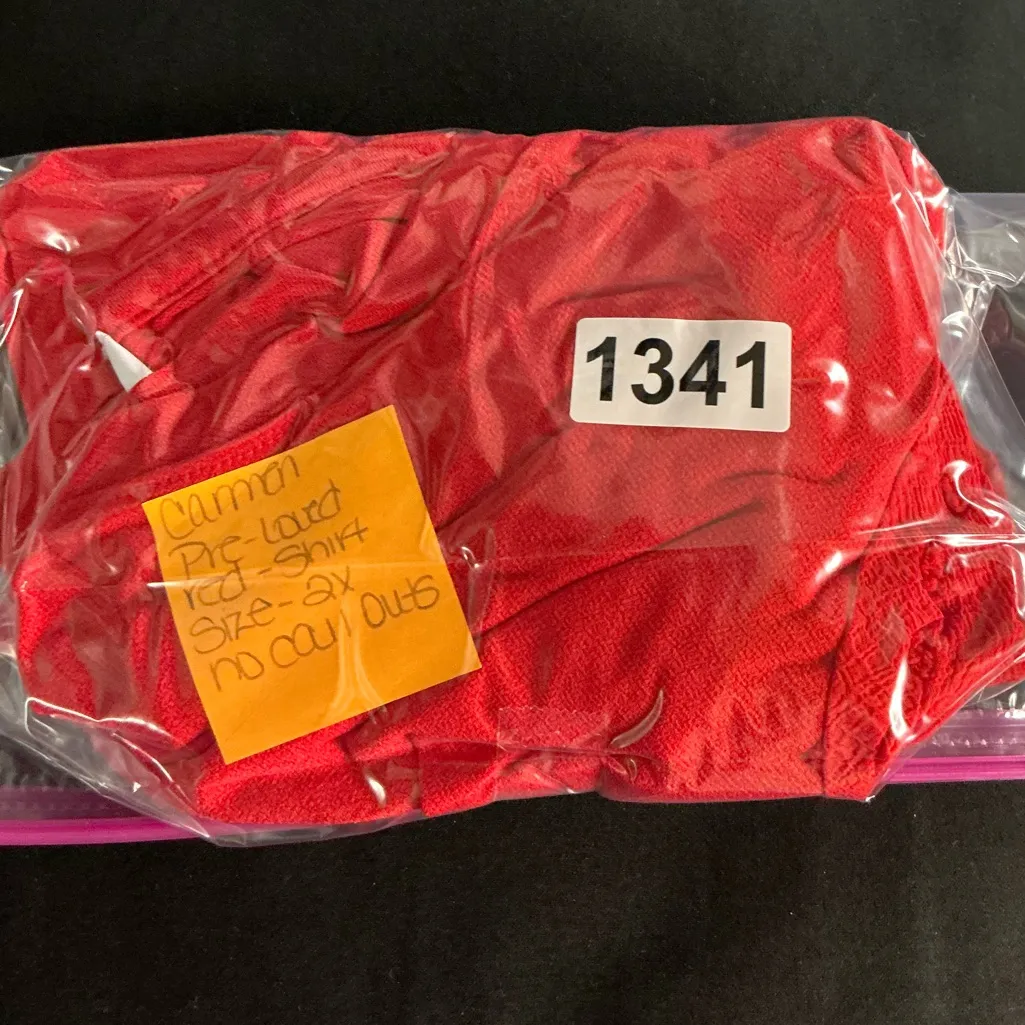 1341
Carmen
Pre-Loved
red-Shirt
Size-2X
no call outs